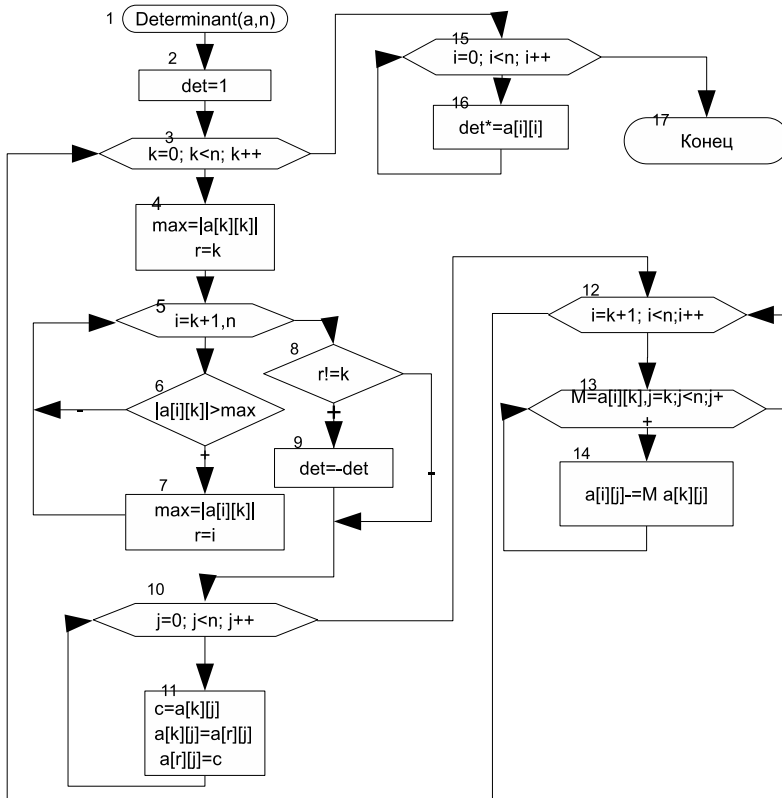 1
Determinant(a,n)
2
det=1
3
k=0; k<n; k++
4
max=|a[k][k]|
r=k
5
i=k+1,n
6
|a[i][k]|>max
-
+
7
max=|a[i][k]|
r=i
8
r!=k
+
-
9
det=-det
10
j=0; j<n; j++
11
c=a[k][j]
a[k][j]=a[r][j]
a[r][j]=c
12
i=k+1; i<n;i++
13
M=a[i][k],j=k;j<n;j+
+
14
a[i][j]-=M a[k][j]
15
i=0; i<n; i++
16
det*=a[i][i]
17
Конец